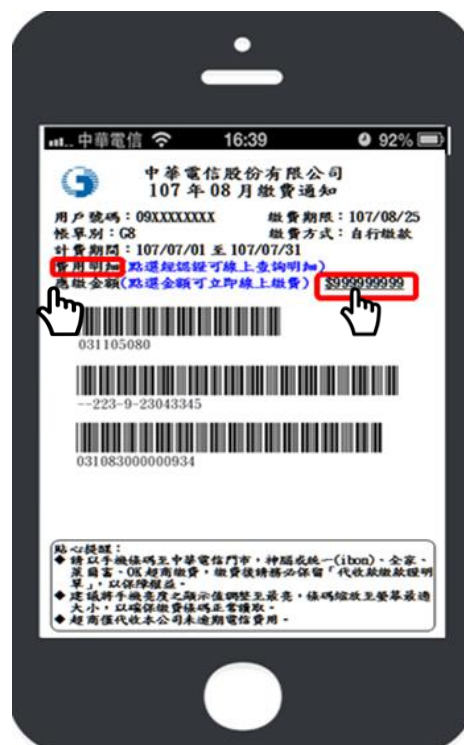 中華電信 16:39 92%
中華電信股份有限公司
107 年 08 月繳費通知
用戶號碼：09XXXXXXXX 繳費期限：107/08/25
帳單別：G8 繳費方式：自行繳款
計費期間：107/07/01 至 107/07/31
費用明細(點選經認證可線上查詢明細)
應繳金額(點選金額可立即線上繳費) $999999999
031105080
--223-9-23043345
031083000000934
貼心提醒：
◆ 請以手機條碼至中華電信門市，神腦或統一(ibon)、全家、
萊爾富、OK 超商繳費，繳費後請務必保留「代收款繳款證明
單」，以保障權益。
◆ 建議將手機亮度之顯示值調整至最亮，條碼縮放至螢幕最適
大小，以確保繳費條碼正常讀取。
◆ 超商僅代收本公司未逾期電信費用。